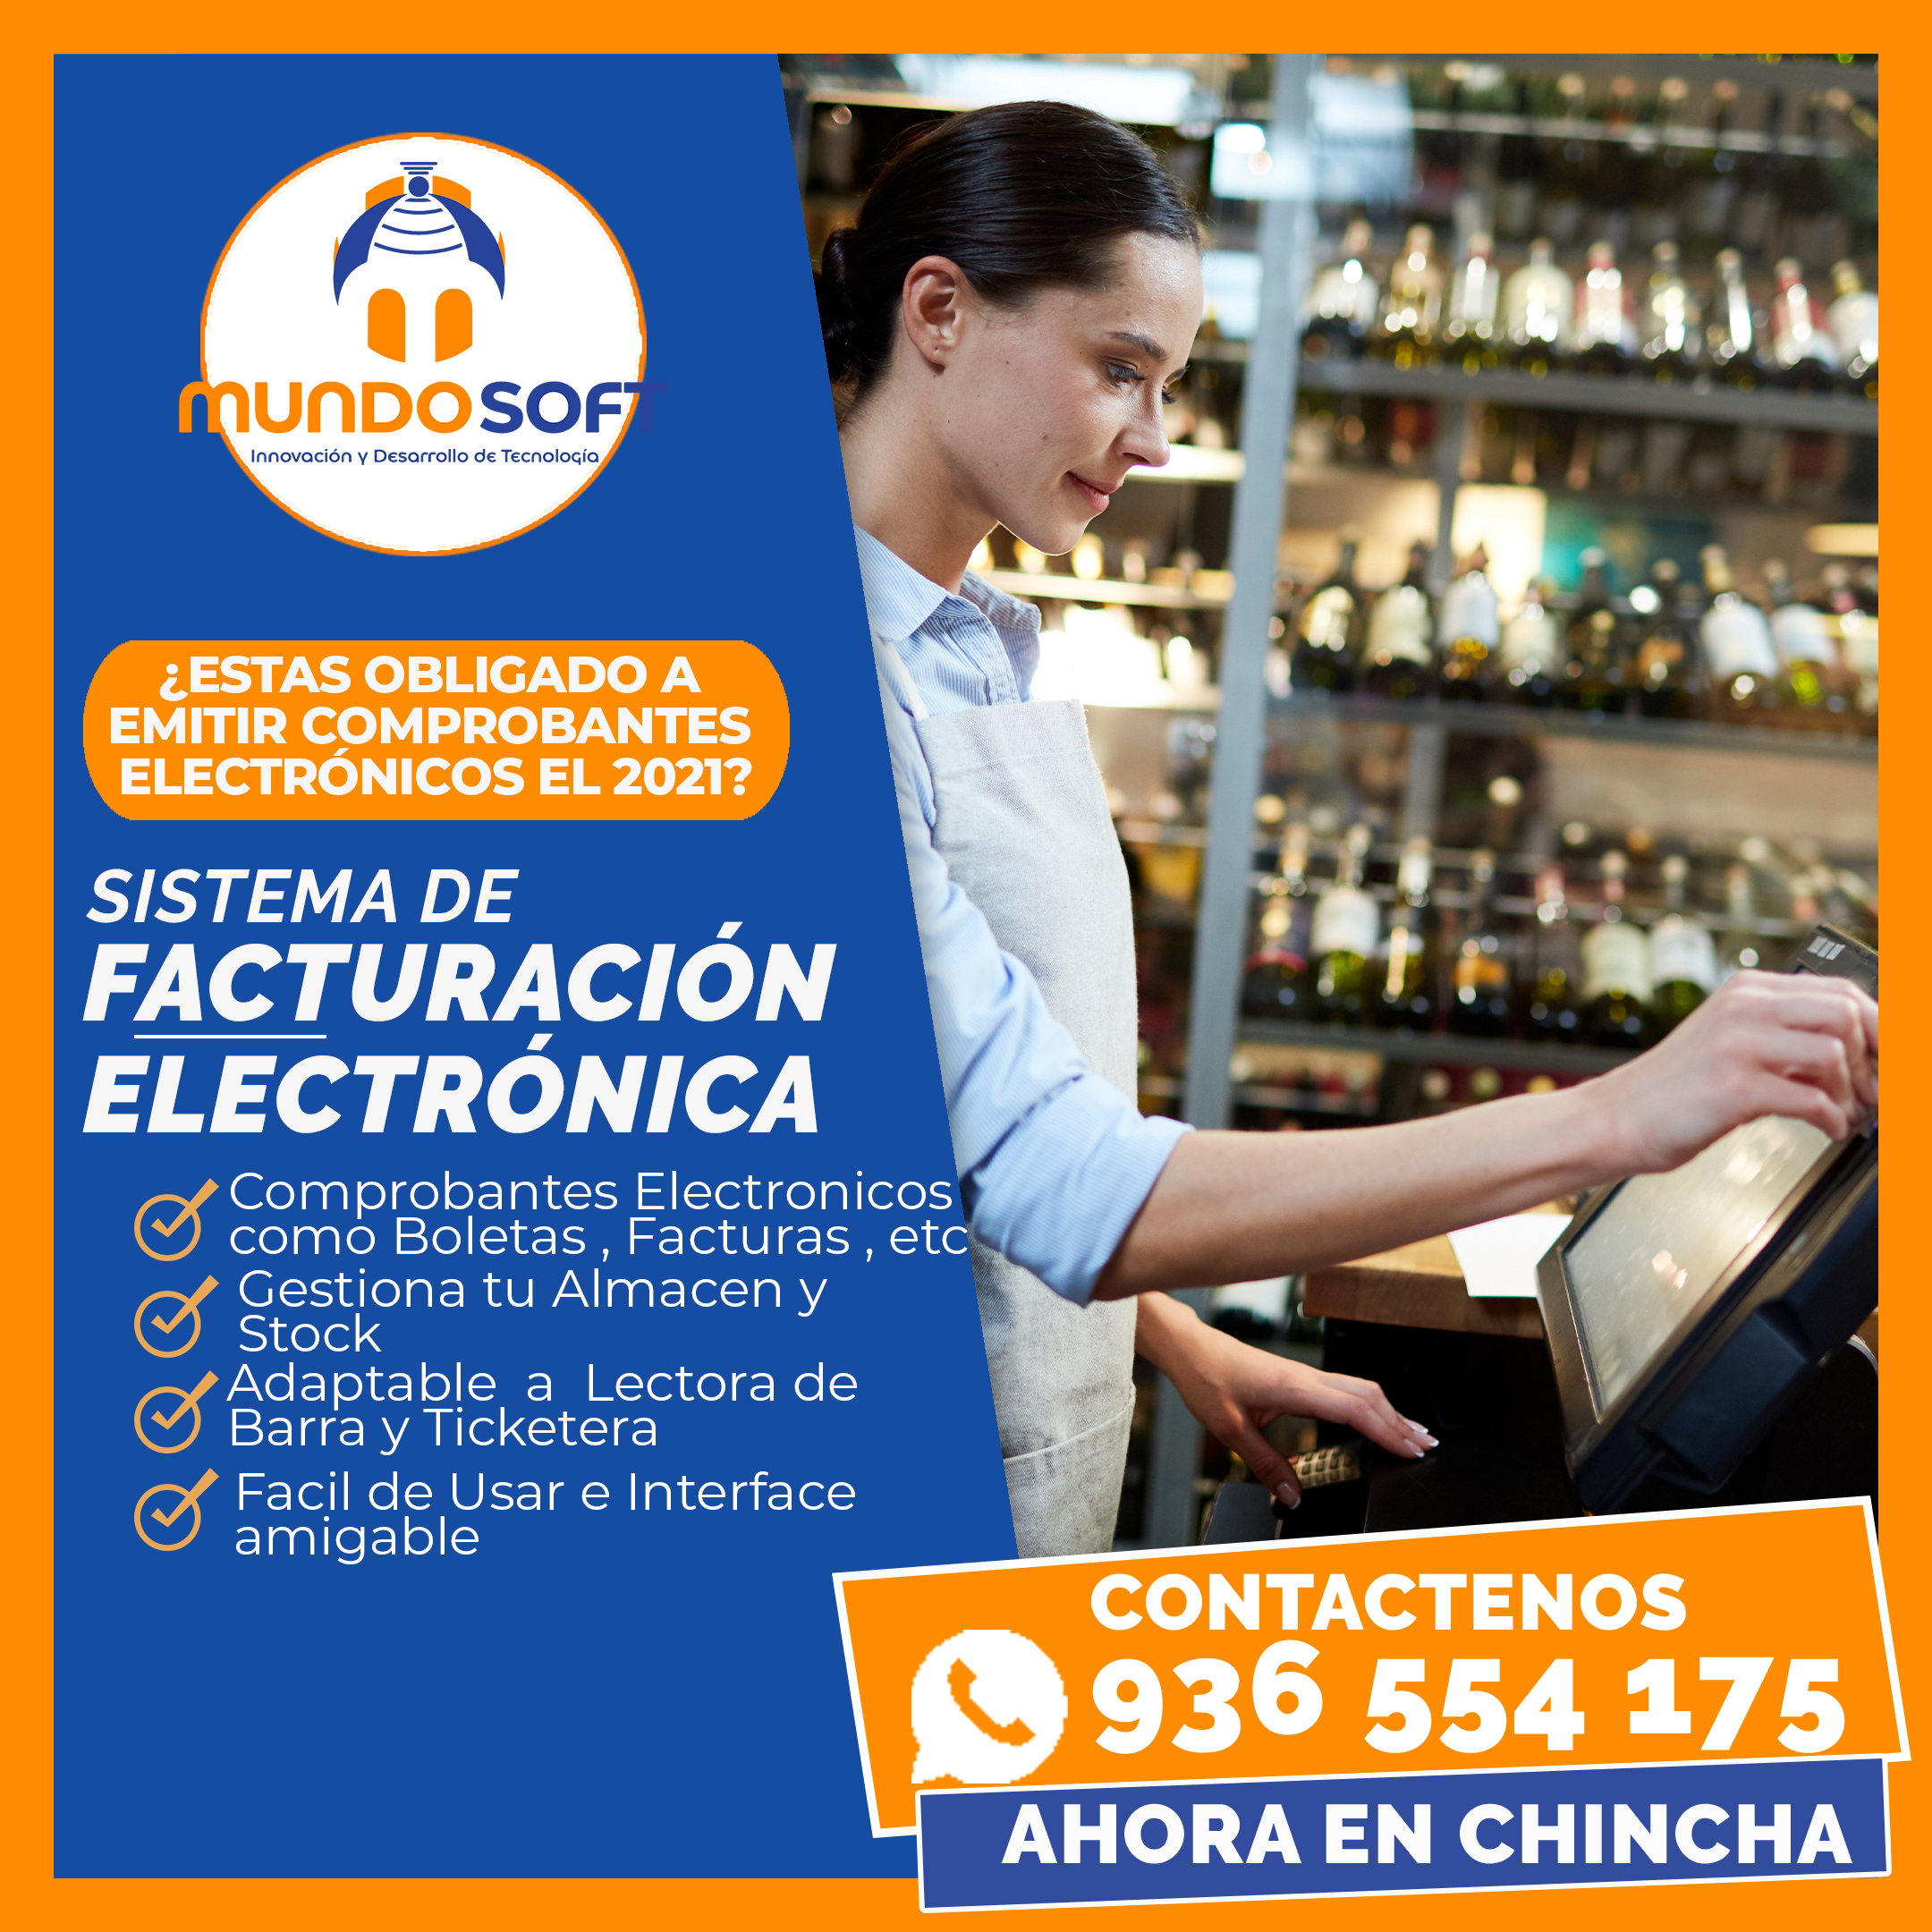 MUNDOSOFT
Innovación y Desarrollo de Tecnología
¿ESTAS OBLIGADO A
EMITIR COMPROBANTES
ELECTRÓNICOS EL 2021?
SISTEMA DE
FACTURACIÓN
ELECTRÓNICA
Comprobantes Electronicos
como Boletas , Facturas , etc
Gestiona tu Almacen y
Stock
Adaptable a Lectora de
Barra y Ticketera
Facil de Usar e Interface
amigable
CONTACTENOS
936 554 175
AHORA EN CHINCHA